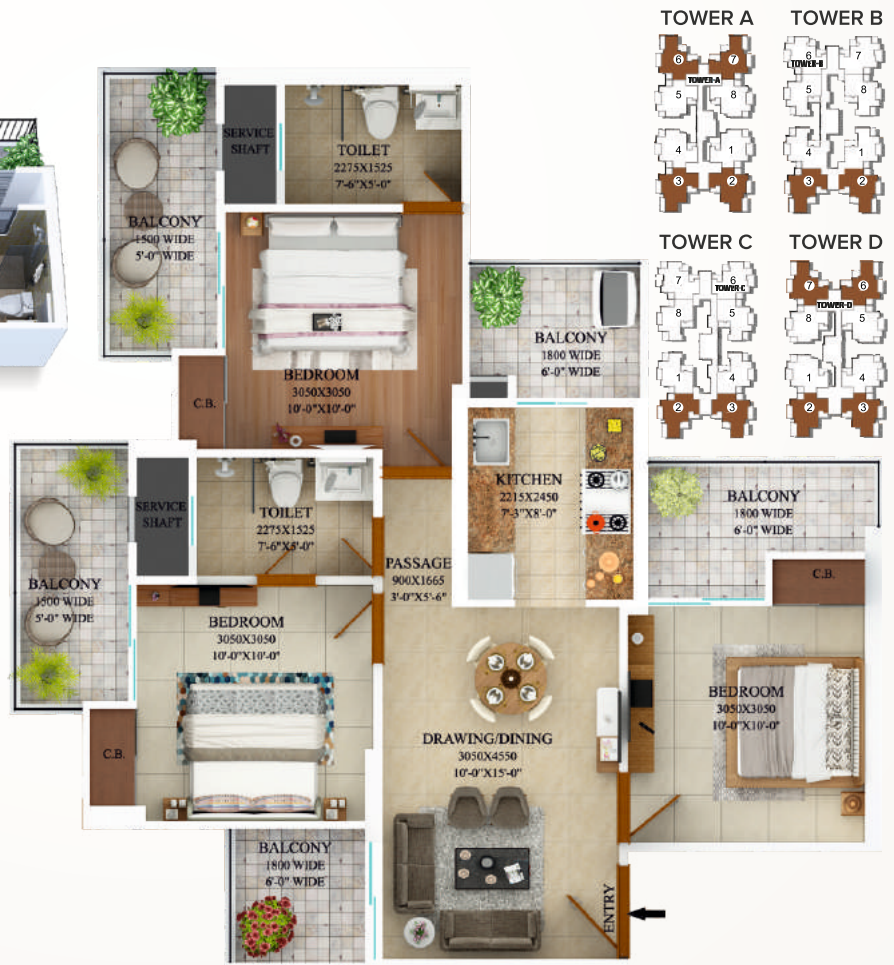 TOWER A
6
7
TOWER-A
5
8
4
1
3
2
TOWER B
6
7
TOWER-B
5
8
4
1
3
2
TOWER C
7
6
TOWER-C
8
5
1
4
2
3
TOWER D
7
6
TOWER-D
8
5
1
4
2
3
SERVICE
SHAFT
TOILET
2275X1525
7'-6"X5'-0"
BALCONY
1500 WIDE
5'-0" WIDE
BEDROOM
3050X3050
10'-0"X10'-0"
C.B.
BALCONY
1800 WIDE
6'-0" WIDE
KITCHEN
2215X2450
7'-3"X8'-0"
SERVICE
SHAFT
TOILET
2275X1525
7'-6"X5'-0"
BALCONY
1800 WIDE
6'-0" WIDE
C.B.
PASSAGE
900X1665
3'-0"X5'-6"
BALCONY
1500 WIDE
5'-0" WIDE
BEDROOM
3050X3050
10'-0"X10'-0"
C.B.
BEDROOM
3050X3050
10'-0"X10'-0"
DRAWING/DINING
3050X4550
10'-0"X15'-0"
BALCONY
1800 WIDE
6'-0" WIDE
ENTRY